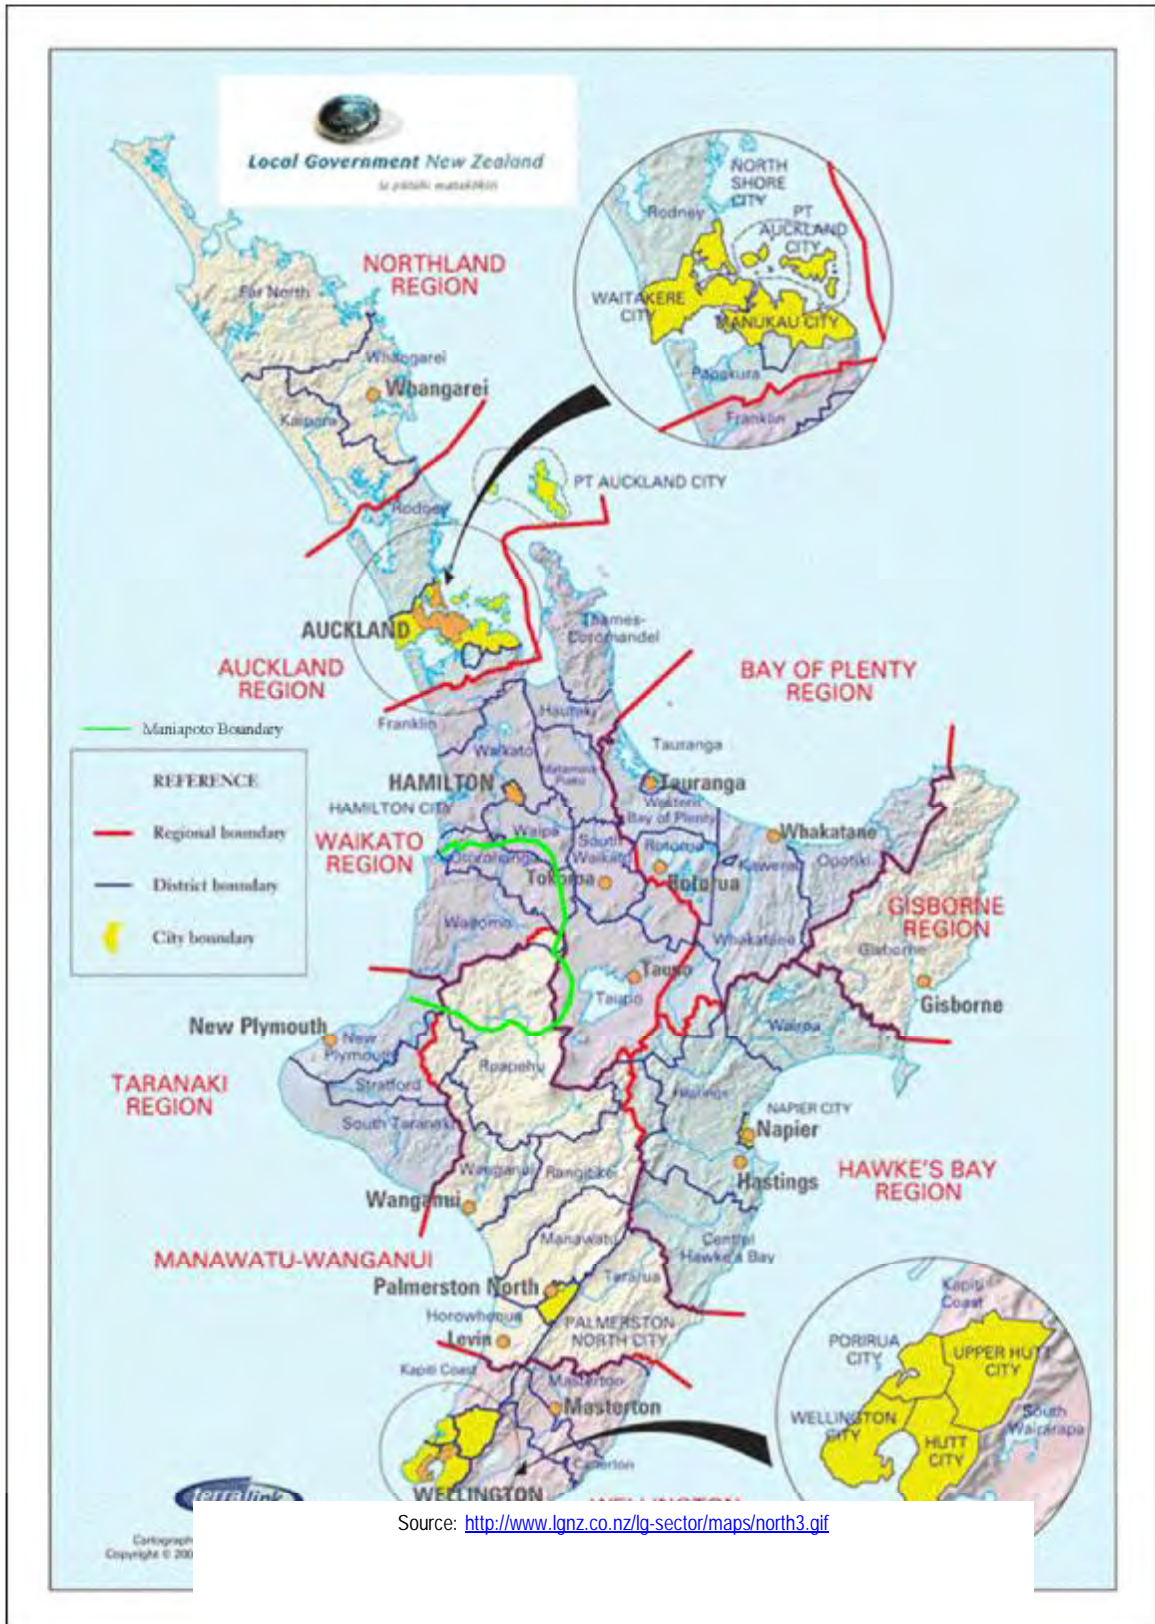 Local Government New Zealand
NORTHLAND
REGION
Far North
Whangarei
Whangarei
Kaipara
Rodney
NORTH
SHORE
CITY
Rodney
PT
AUCKLAND
CITY
WAITAKERE
CITY
MANUKAU CITY
Papakura
Franklin
PT AUCKLAND CITY
AUCKLAND
AUCKLAND
REGION
Thames-
Coromandel
BAY OF PLENTY
REGION
Franklin
Hauraki
Maniapoto Boundary
REFERENCE
Regional boundary
District boundary
City boundary
Waikato
Matamata
Piako
Tauranga
Tauranga
HAMILTON
HAMILTON CITY
Western
Bay of Plenty
WAIKATO
REGION
Waipa
South
Waikato
Rotorua
Whakatane
Otorohanga
Tokoroa
Rotorua
Kawerau
Opotiki
Waitomo
Whakatane
GISBORNE
REGION
Gisborne
Gisborne
Taupo
Taupo
Wairoa
New Plymouth
New
Plymouth
Ruapehu
TARANAKI
REGION
Stratford
South Taranaki
Hastings
NAPIER CITY
Napier
Hastings
HAWKE'S BAY
REGION
Wanganui
Rangitikei
Wanganui
Manawatu
Central
Hawke's Bay
MANAWATU-WANGANUI
Palmerston North
Tararua
Horowhenua
PALMERSTON
NORTH CITY
Levin
Kapiti Coast
Masterton
Masterton
Carterton
WELLINGTON
WELLINGTON
Kapiti
Coast
PORIRUA
CITY
UPPER HUTT
CITY
WELLINGTON
CITY
HUTT
CITY
South
Wairarapa
terralink
Cartograph
Copyright © 200
Source: http://www.lgnz.co.nz/lg-sector/maps/north3.gif